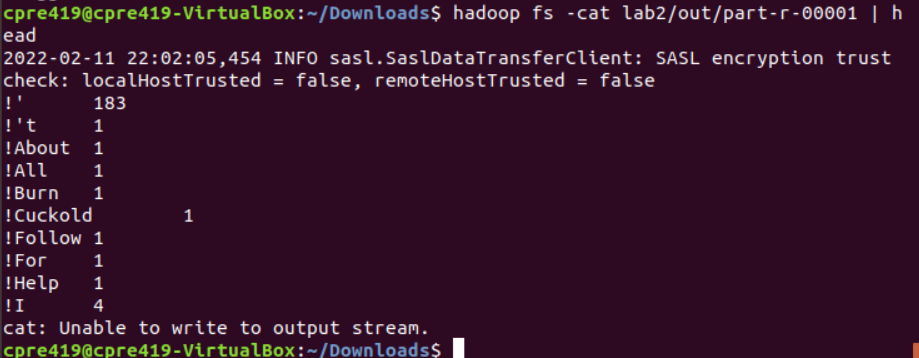 cpre419@cpre419-VirtualBox:~/Downloads$ hadoop fs -cat lab2/out/part-r-00001 | h
ead
2022-02-11 22:02:05,454 INFO sasl.SaslDataTransferClient: SASL encryption trust
check: localHostTrusted = false, remoteHostTrusted = false
!'      183
!'t     1
!About  1
!All    1
!Burn   1
!Cuckold        1
!Follow 1
!For    1
!Help   1
!I      4
cat: Unable to write to output stream.
cpre419@cpre419-VirtualBox:~/Downloads$